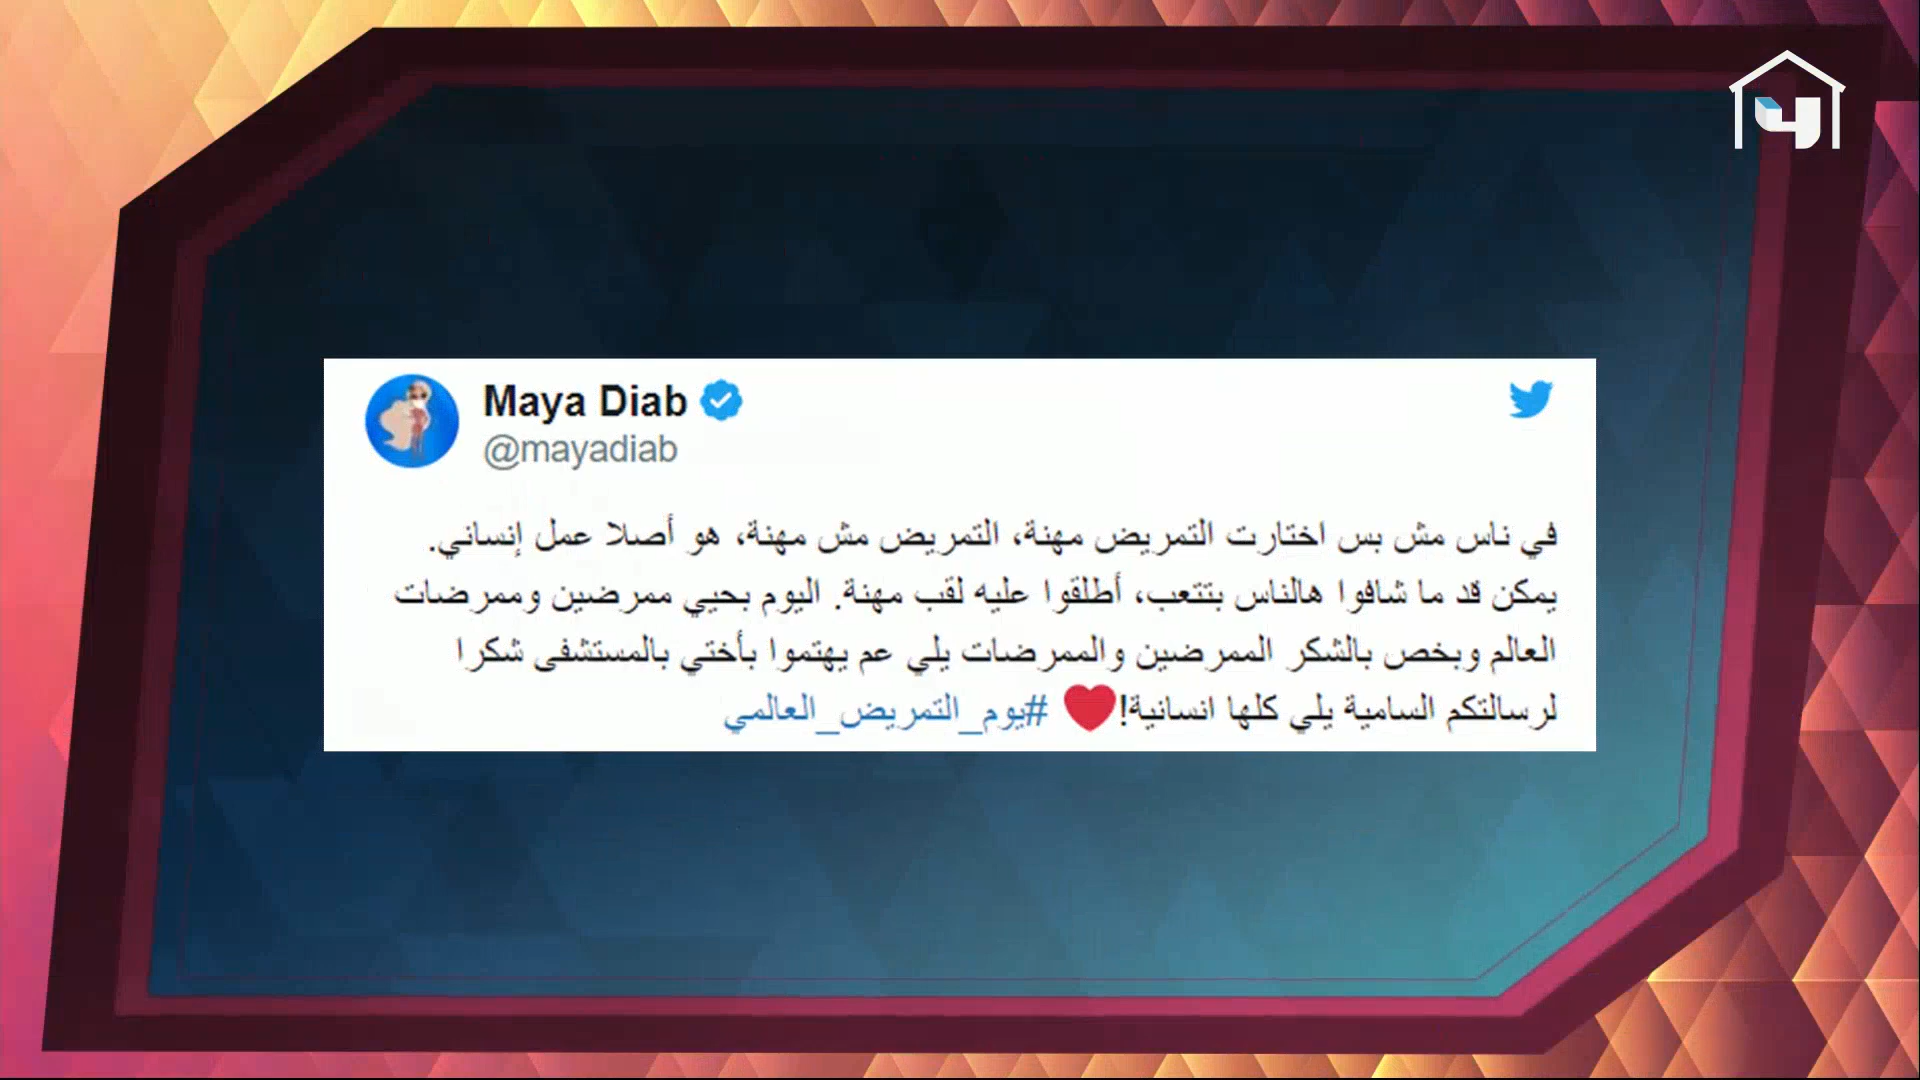 Maya Diab
@mayadiab
في ناس مش بس اختارت التمريض مهنة، التمريض مش مهنة، هو أصلا عمل إنساني.
يمكن قد ما شافوا هالناس بتتعب، أطلقوا عليه لقب مهنة. اليوم بحيي ممرضين وممرضات
العالم وبخص بالشكر الممرضين والممرضات يلي عم يهتموا بأختي بالمستشفى شكرا
لرسالتكم السامية يلي كلها انسانية!❤️ #يوم_التمريض_العالمي